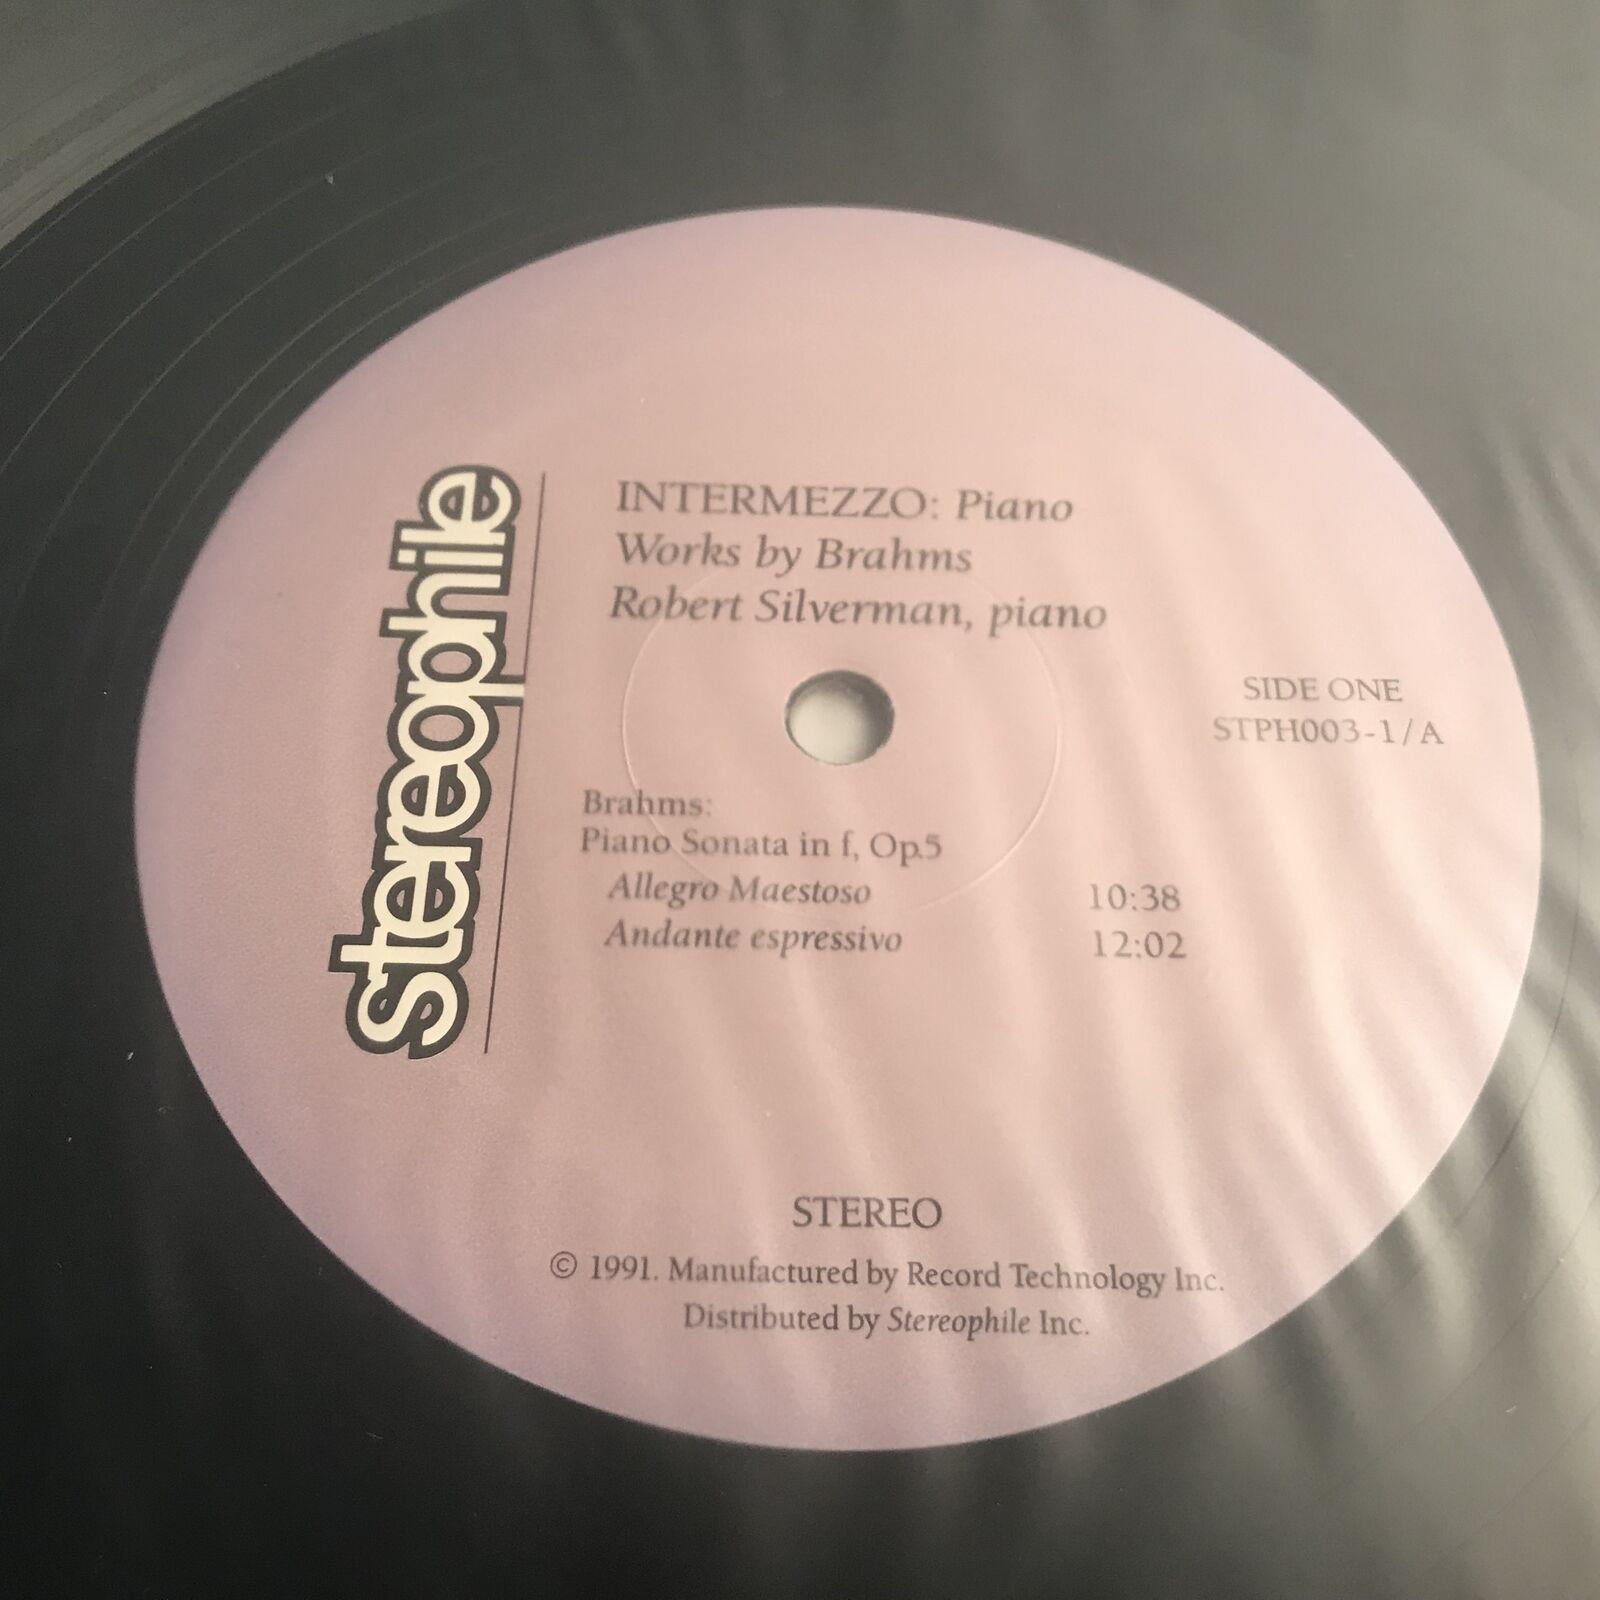 stereophile
INTERMEZZO: Piano
Works by Brahms
Robert Silverman, piano
SIDE ONE
STPH003-1/A
Brahms:
Piano Sonata in f, Op.5
Allegro Maestoso 10:38
Andante espressivo 12:02
STEREO
© 1991. Manufactured by Record Technology Inc.
Distributed by Stereophile Inc.